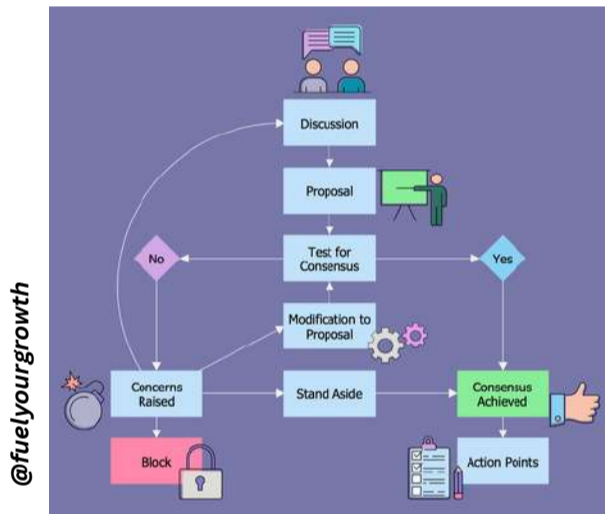 Discussion
Proposal
No
Test for
Consensus
Yes
Modification to
Proposal
Concerns
Raised
Stand Aside
Consensus
Achieved
Block
Action Points
@fuelyourgrowth